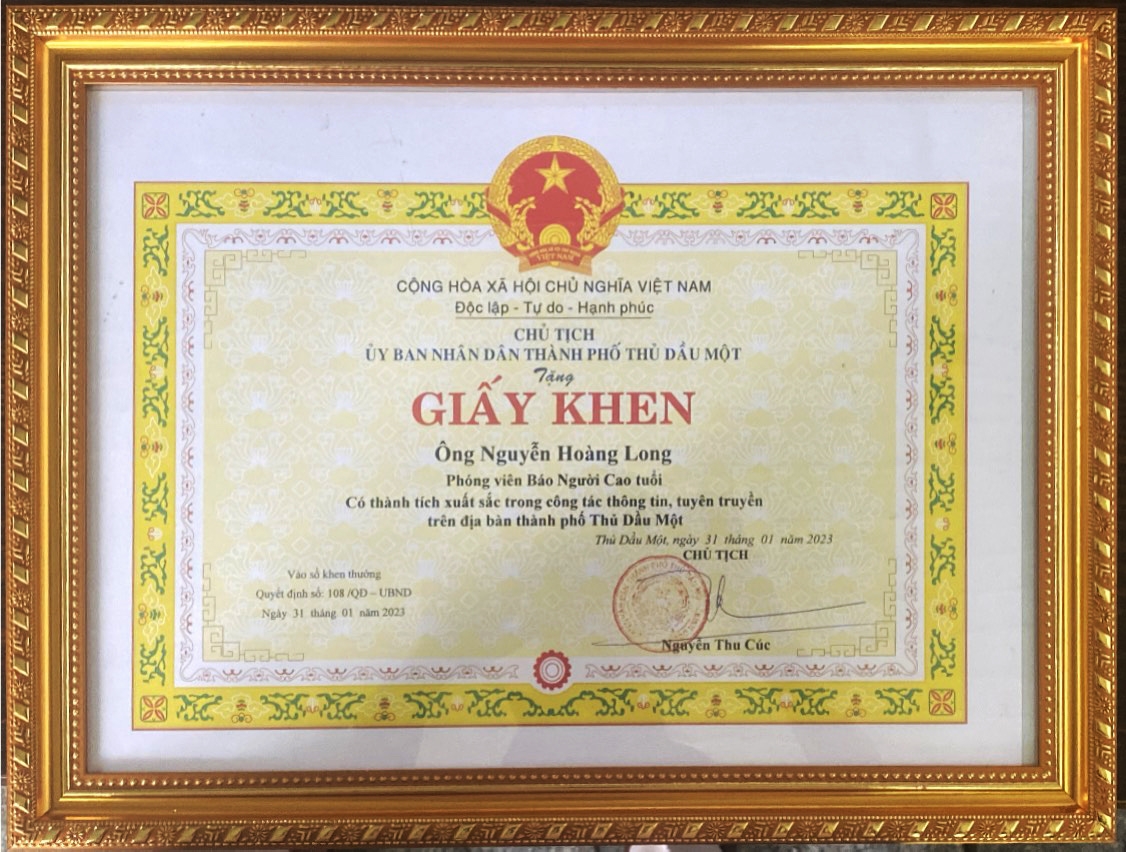 VIỆT NAM
CỘNG HÒA XÃ HỘI CHỦ NGHĨA VIỆT NAM
Độc lập - Tự do - Hạnh phúc
CHỦ TỊCH
ỦY BAN NHÂN DÂN THÀNH PHỐ THỦ DẦU MỘT
Tặng
GIẤY KHEN
Ông Nguyễn Hoàng Long
Phóng viên Báo Người Cao tuổi
Có thành tích xuất sắc trong công tác thông tin, tuyên truyền
trên địa bàn thành phố Thủ Dầu Một
Thủ Dầu Một, ngày 31 tháng 01 năm 2023
CHỦ TỊCH
Vào sổ khen thưởng
Quyết định số: 108 /QĐ – UBND
Ngày 31 tháng 01 năm 2023
Nguyễn Thu Cúc